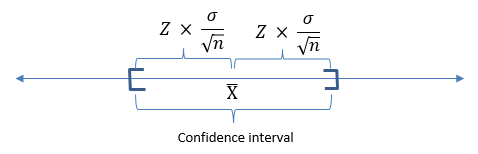 Z × σ/√n Z × σ/√n
X̅
Confidence interval